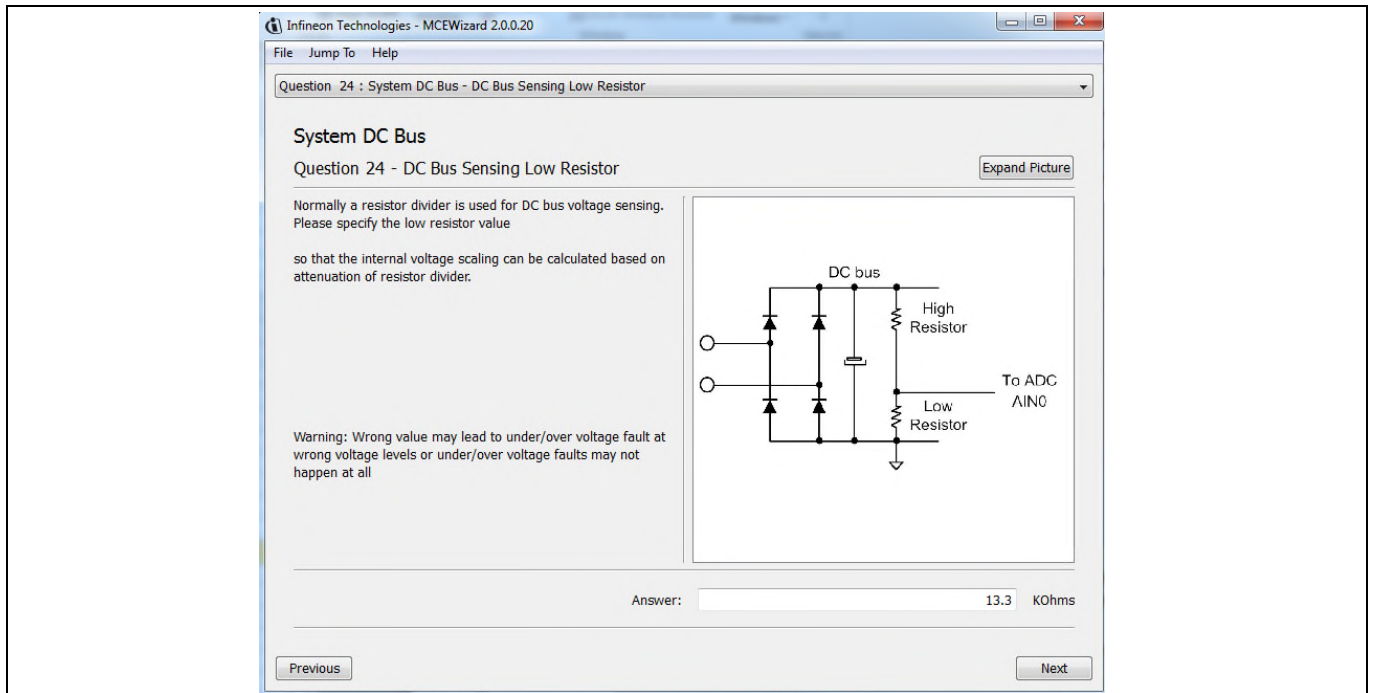 Infineon Technologies - MCEWizard 2.0.0.20
File Jump To Help
Question 24 : System DC Bus - DC Bus Sensing Low Resistor
System DC Bus
Question 24 - DC Bus Sensing Low Resistor
Expand Picture
Normally a resistor divider is used for DC bus voltage sensing.
Please specify the low resistor value
so that the internal voltage scaling can be calculated based on
attenuation of resistor divider.
Warning: Wrong value may lead to under/over voltage fault at
wrong voltage levels or under/over voltage faults may not
happen at all
DC bus
High
Resistor
To ADC
AIN0
Low
Resistor
Answer: 13.3 KOhms
Previous
Next